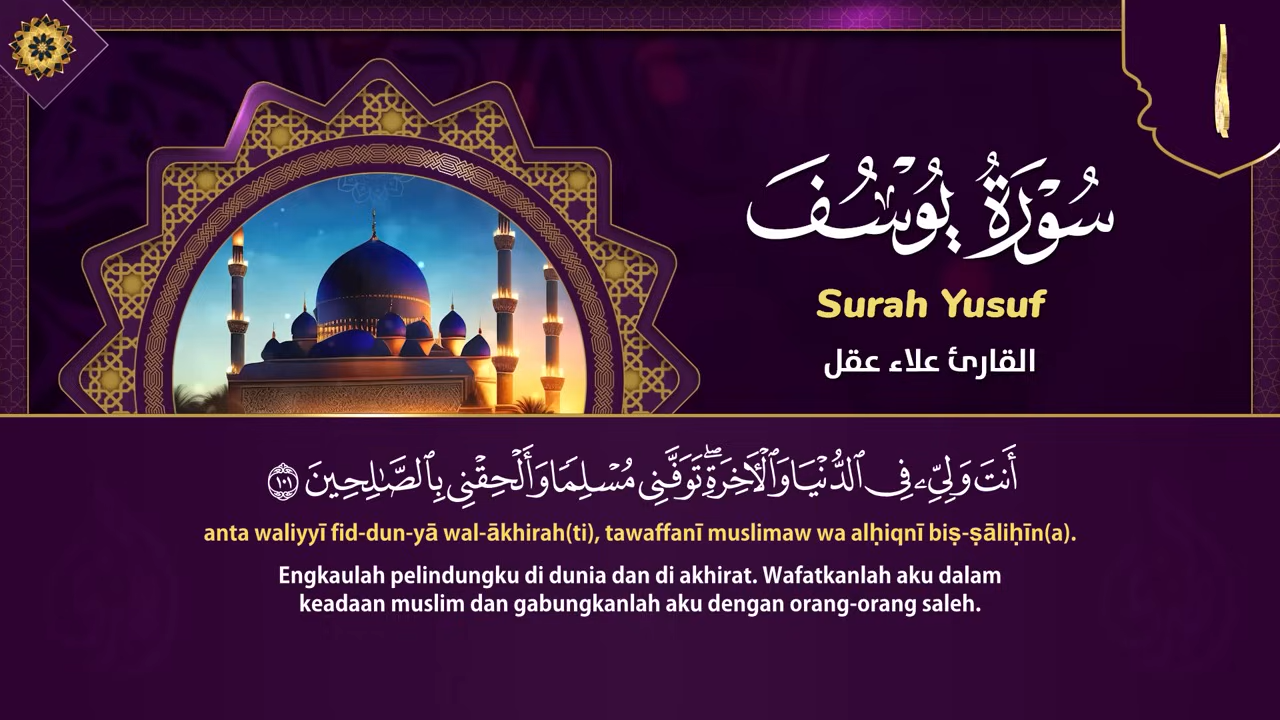 سُورَةُ يُوسُفَ
Surah Yusuf
القارئ علاء عقل
أَنتَ وَلِيِّۦ فِى ٱلدُّنْيَا وَٱلْـَٔاخِرَةِ ۖ تَوَفَّنِى مُسْلِمًا وَأَلْحِقْنِى بِٱلصَّـٰلِحِينَ ١٠١
anta waliyyī fid-dun-yā wal-ākhirah(ti), tawaffanī muslimaw wa alḥiqnī biṣ-ṣāliḥīn(a).
Engkaulah pelindungku di dunia dan di akhirat. Wafatkanlah aku dalam
keadaan muslim dan gabungkanlah aku dengan orang-orang saleh.